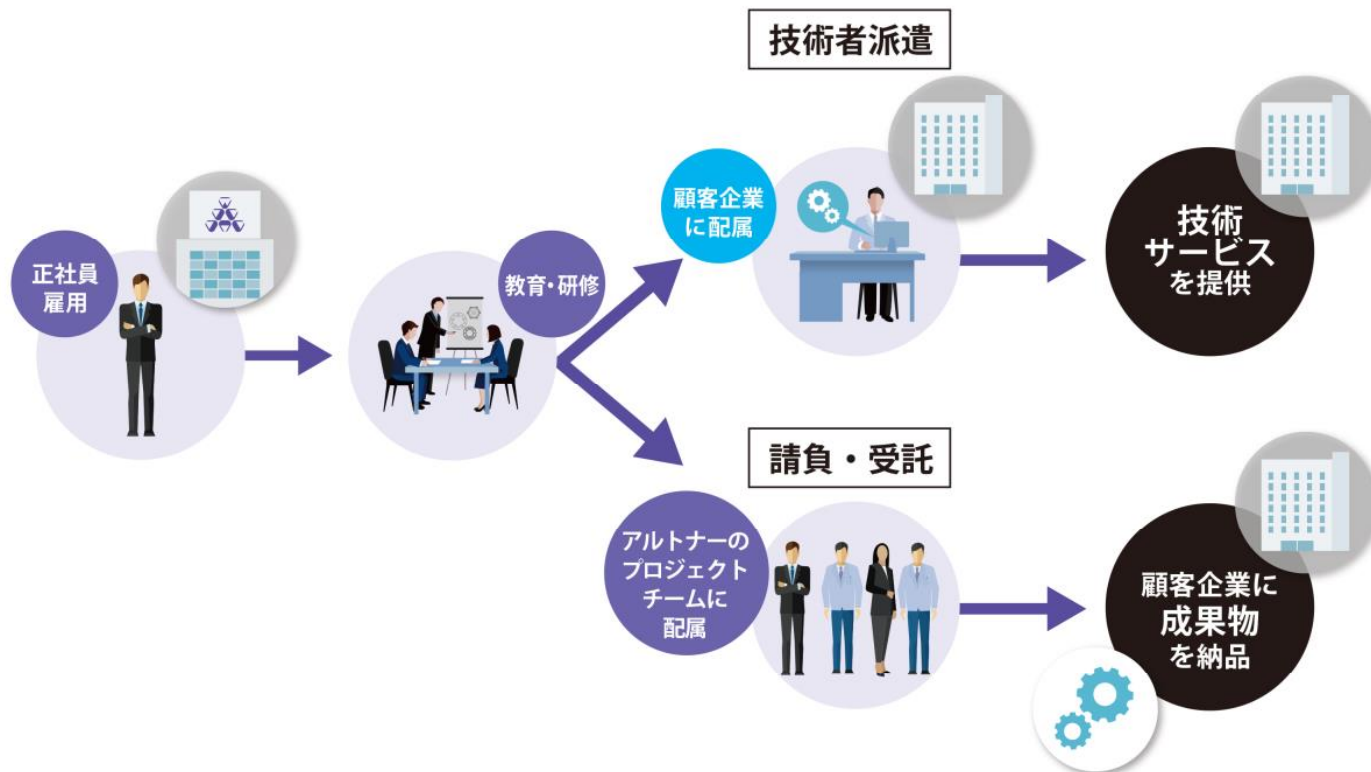 技術者派遣
正社員
雇用
教育・研修
顧客企業
に配属
技術
サービス
を提供
請負・受託
アルトナーの
プロジェクト
チームに
配属
顧客企業に
成果物
を納品